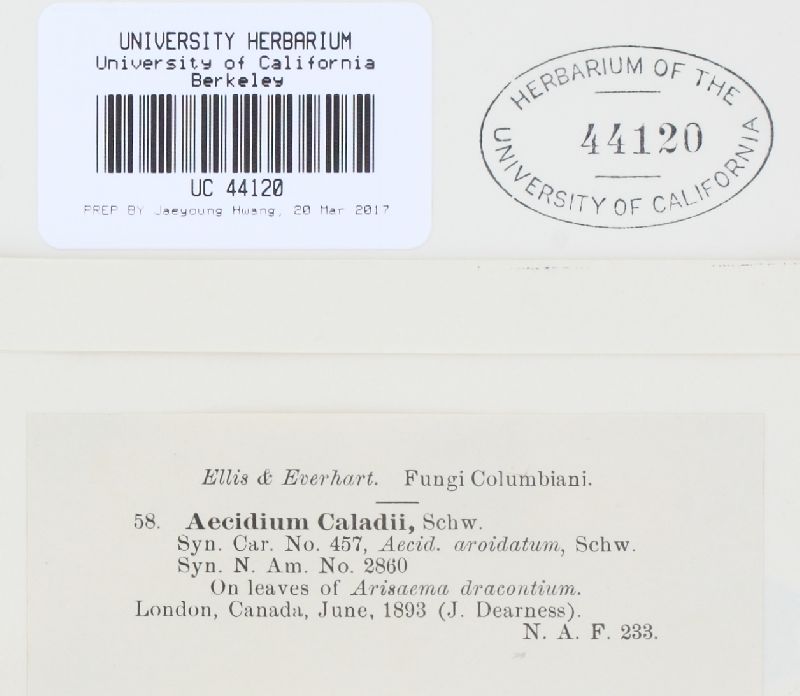 UNIVERSITY HERBARIUM
University of California
Berkeley
UC 44120
PREP BY Jaeyoung Hwang, 20 Mar 2017
HERBARIUM OF THE
44120
UNIVERSITY OF CALIFORNIA
Ellis & Everhart. Fungi Columbiani.
58. Aecidium Caladii, Schw.
Syn. Car. No. 457, Aecid. aroidatum, Schw.
Syn. N. Am. No. 2860
On leaves of Arisaema dracontium.
London, Canada, June, 1893 (J. Dearness).
N. A. F. 233.